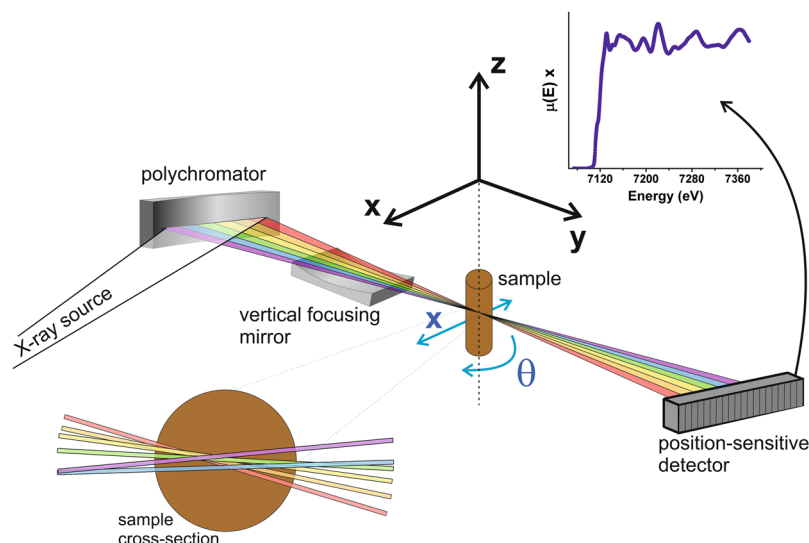 μ(E) x
7120 7200 7280 7360
Energy (eV)
z
x
y
polychromator
X-ray source
vertical focusing
mirror
sample
x
θ
position-sensitive
detector
sample
cross-section